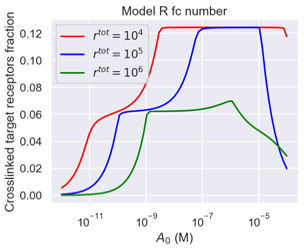 Model R fc number
Crosslinked target receptors fraction
0.12
0.10
0.08
0.06
0.04
0.02
0.00
r^tot = 10^4
r^tot = 10^5
r^tot = 10^6
10^-11
10^-9
10^-7
10^-5
A_0 (M)